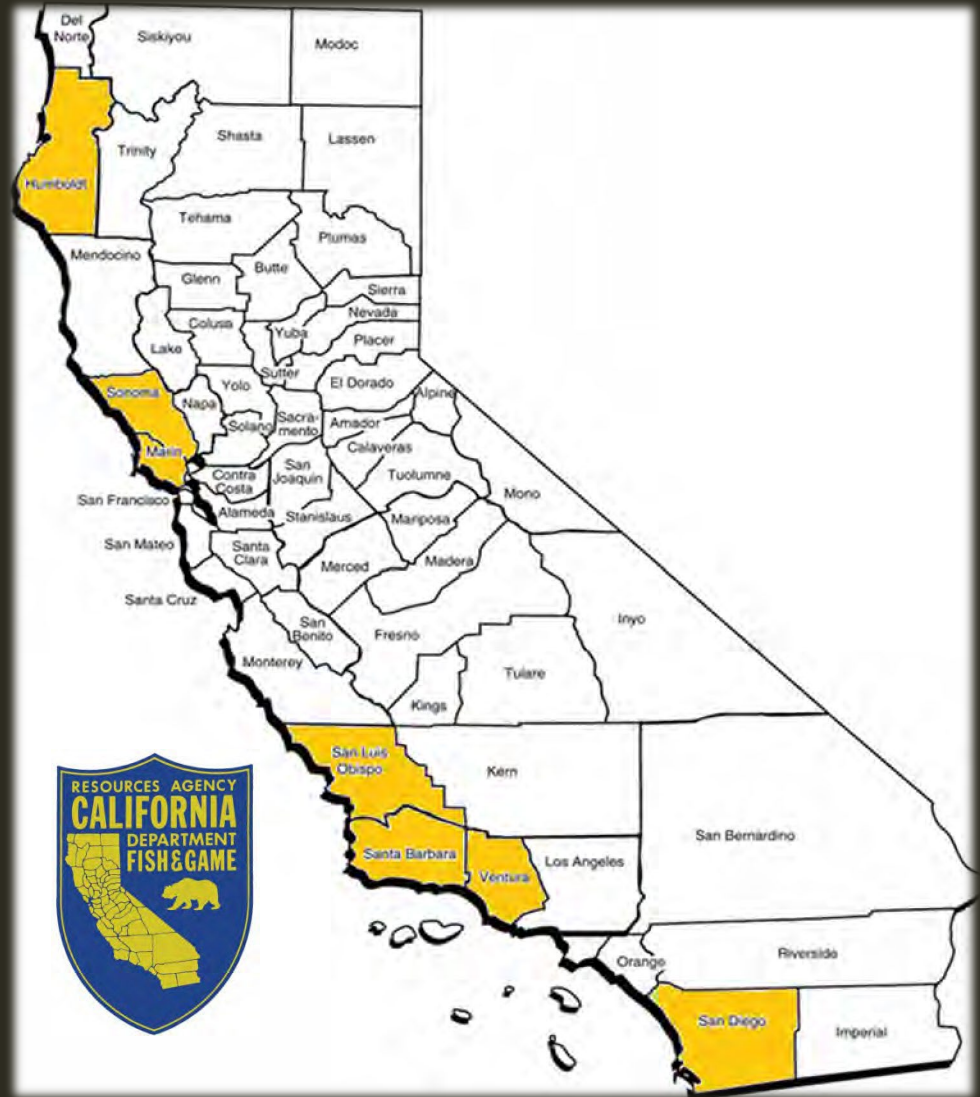 Del
Norte
Siskiyou
Modoc
Humboldt
Trinity
Shasta
Lassen
Tehama
Plumas
Mendocino
Glenn
Butte
Sierra
Nevada
Colusa
Yuba
Placer
Lake
Sutter
El Dorado
Sonoma
Yolo
Alpine
Napa
Sacra-
mento
Solano
Amador
Marin
Calaveras
Contra
Costa
San
Joaquin
Tuolumne
Mono
San Francisco
Alameda
Stanislaus
Mariposa
San Mateo
Santa
Clara
Merced
Madera
Santa Cruz
San
Benito
Fresno
Inyo
Monterey
Tulare
Kings
San Luis
Obispo
Kern
San Bernardino
Santa Barbara
Ventura
Los Angeles
Orange
Riverside
San Diego
Imperial
RESOURCES AGENCY
CALIFORNIA
DEPARTMENT
FISH&GAME